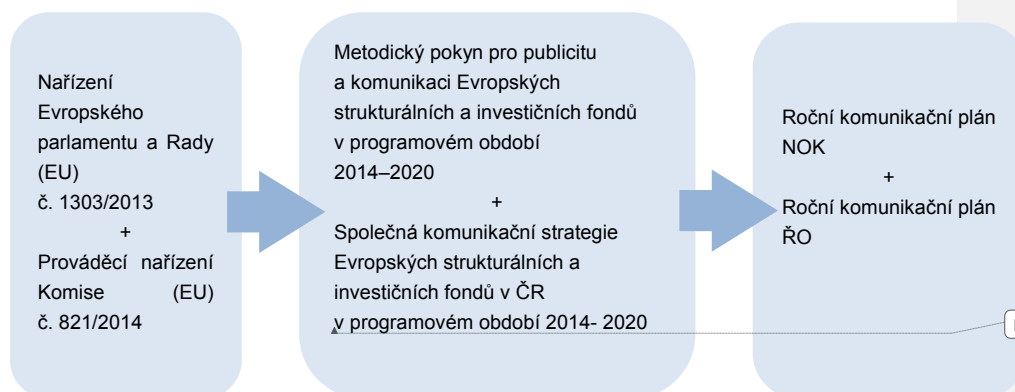 Nařízení
Evropského
parlamentu a Rady
(EU)
č. 1303/2013
+
Prováděcí nařízení
Komise (EU)
č. 821/2014
Metodický pokyn pro publicitu
a komunikaci Evropských
strukturálních a investičních fondů
v programovém období
2014–2020
+
Společná komunikační strategie
Evropských strukturálních a
investičních fondů v ČR
v programovém období 2014- 2020
Roční komunikační plán
NOK
+
Roční komunikační plán
ŘO